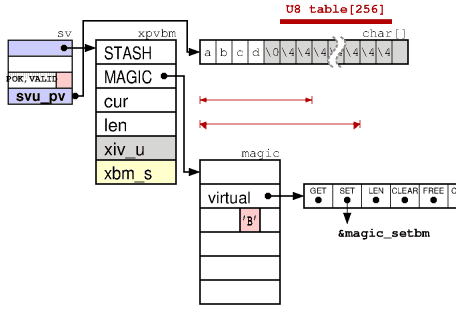 U8 table[256]
sv
xpvbm
char[]
STASH
a b c d \0 \4 \4 \4 \4 \4 \4
MAGIC
POK,VALID
svu_pv
cur
len
xiv_u
magic
xbm_s
virtual
GET SET LEN CLEAR FREE
'B'
&magic_setbm